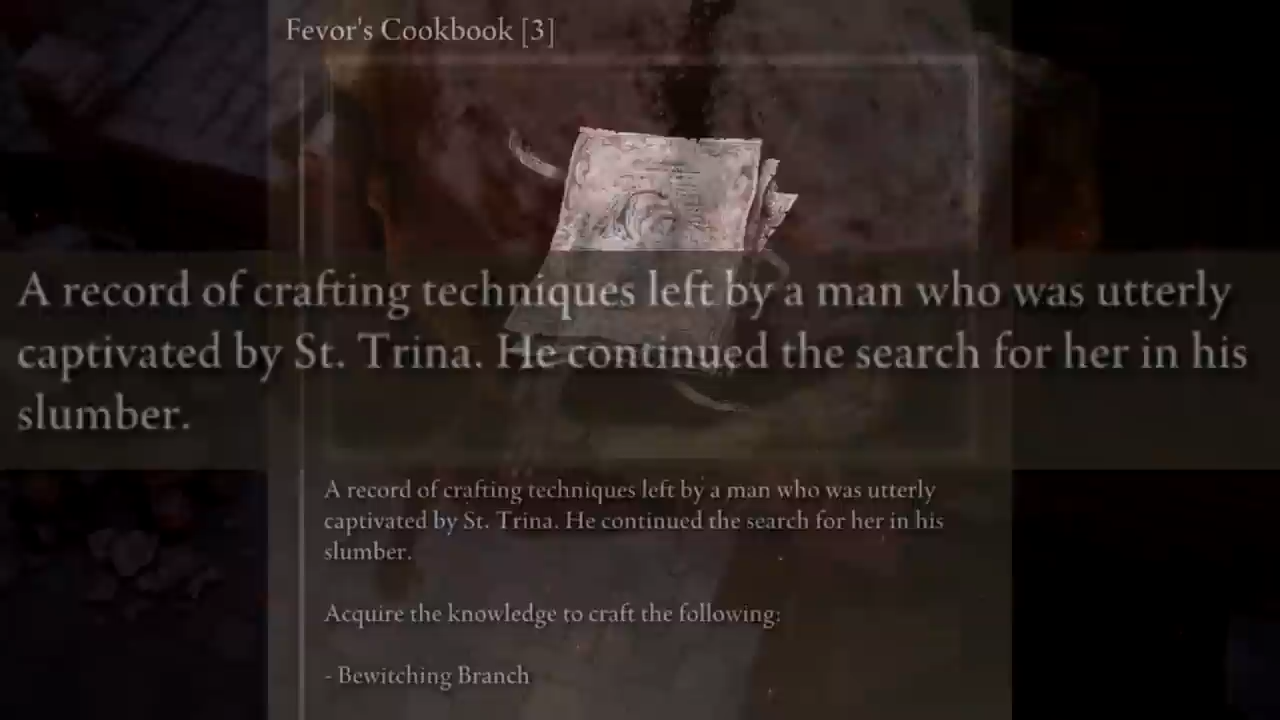 Fevor's Cookbook [3]
A record of crafting techniques left by a man who was utterly
captivated by St. Trina. He continued the search for her in his
slumber.
A record of crafting techniques left by a man who was utterly
captivated by St. Trina. He continued the search for her in his
slumber.
Acquire the knowledge to craft the following:
- Bewitching Branch